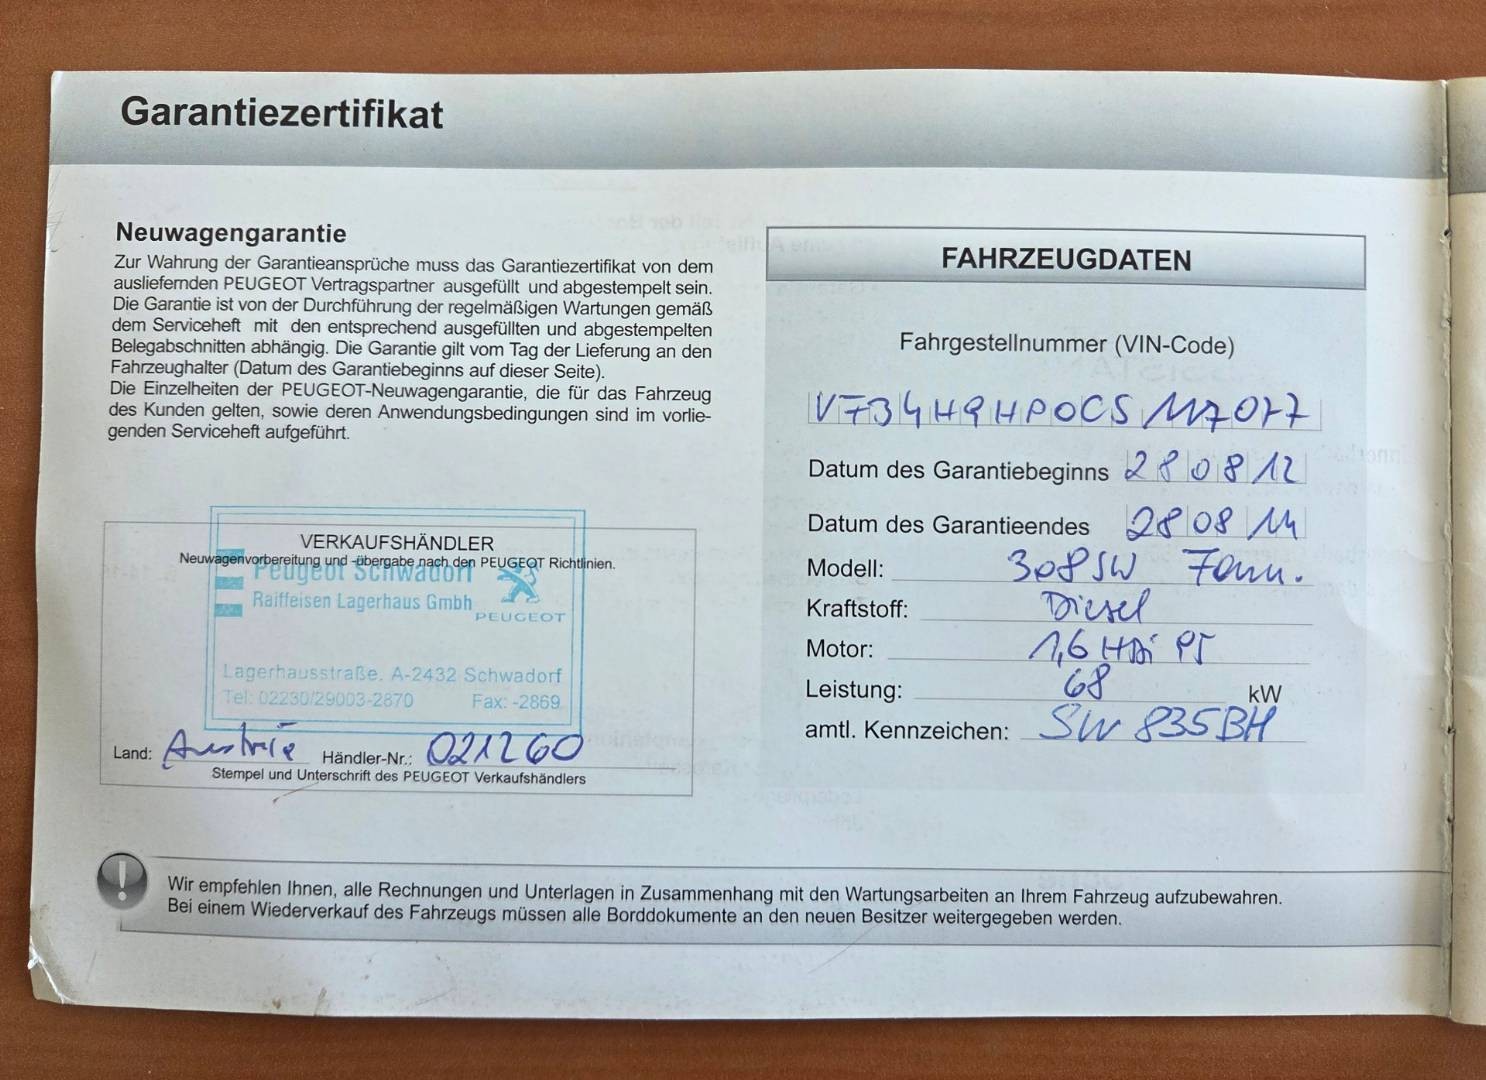 Garantiezertifikat
Neuwagengarantie
Zur Wahrung der Garantieansprüche muss das Garantiezertifikat von dem
ausliefernden PEUGEOT Vertragspartner ausgefüllt und abgestempelt sein.
Die Garantie ist von der Durchführung der regelmäßigen Wartungen gemäß
dem Serviceheft mit den entsprechend ausgefüllten und abgestempelten
Belegabschnitten abhängig. Die Garantie gilt vom Tag der Lieferung an den
Fahrzeughalter (Datum des Garantiebeginns auf dieser Seite).
Die Einzelheiten der PEUGEOT-Neuwagengarantie, die für das Fahrzeug
des Kunden gelten, sowie deren Anwendungsbedingungen sind im vorlie-
genden Serviceheft aufgeführt.
VERKAUFSHÄNDLER
Neuwagenvorbereitung und -übergabe nach den PEUGEOT Richtlinien.
Peugeot Schwadorf
Raiffeisen Lagerhaus Gmbh
PEUGEOT
Lagerhausstraße. A-2432 Schwadorf
Tel: 02230/29003-2870 Fax: -2869
Land: Austria Händler-Nr.: 021260
Stempel und Unterschrift des PEUGEOT Verkaufshändlers
FAHRZEUGDATEN
Fahrgestellnummer (VIN-Code)
VF34H9HP0CS117077
Datum des Garantiebeginns 28 08 12
Datum des Garantieendes 28 08 14
Modell: 308SW Fam.
Kraftstoff: Diesel
Motor: 1,6 HDi
Leistung: 68 kW
amtl. Kennzeichen: SW 835BH
Wir empfehlen Ihnen, alle Rechnungen und Unterlagen in Zusammenhang mit den Wartungsarbeiten an Ihrem Fahrzeug aufzubewahren.
Bei einem Wiederverkauf des Fahrzeugs müssen alle Borddokumente an den neuen Besitzer weitergegeben werden.